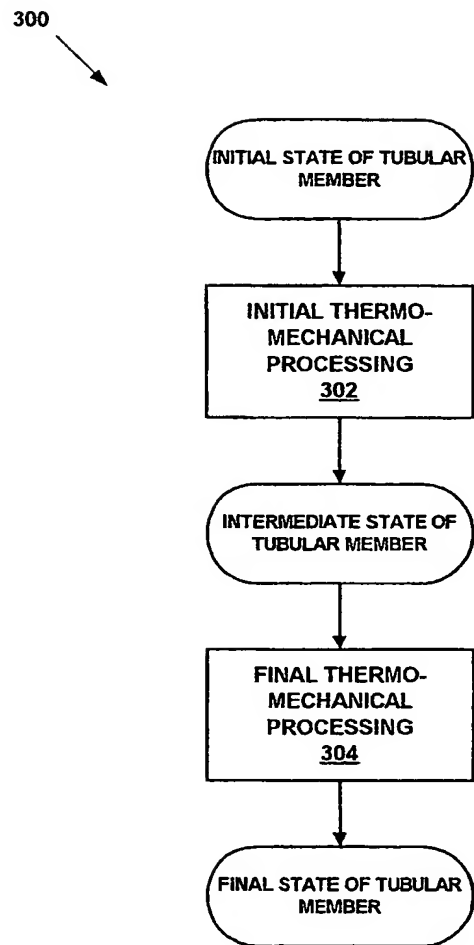 300
INITIAL STATE OF TUBULAR
MEMBER
INITIAL THERMO-
MECHANICAL
PROCESSING
302
INTERMEDIATE STATE OF
TUBULAR MEMBER
FINAL THERMO-
MECHANICAL
PROCESSING
304
FINAL STATE OF TUBULAR
MEMBER